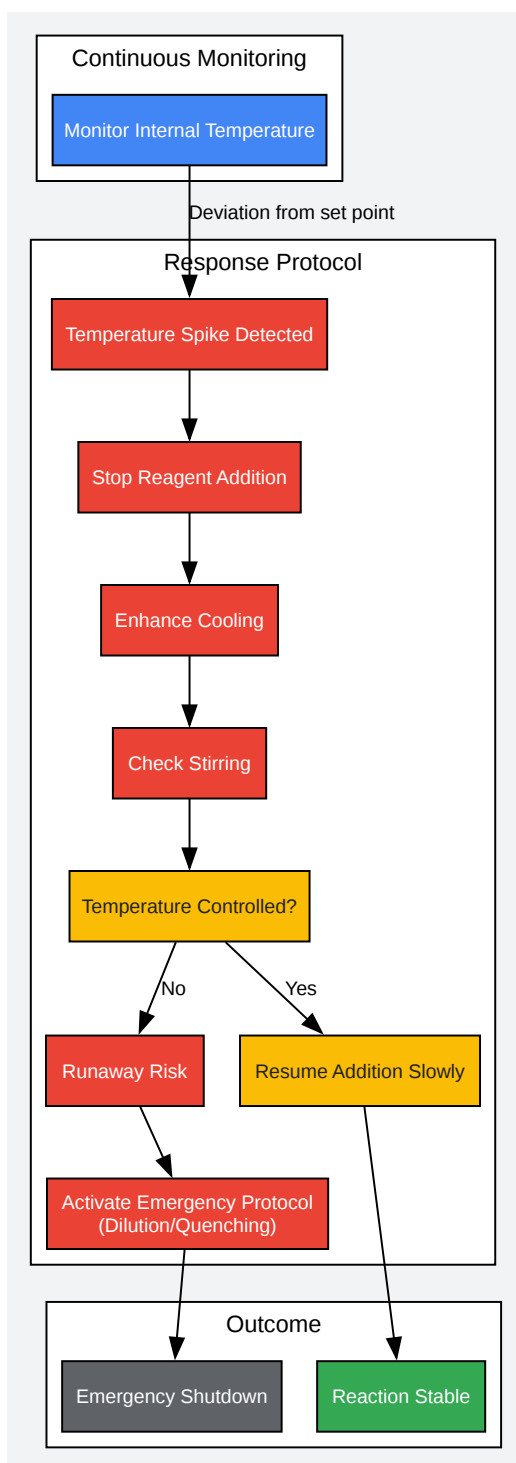 Continuous Monitoring
Monitor Internal Temperature
Deviation from set point
Response Protocol
Temperature Spike Detected
Stop Reagent Addition
Enhance Cooling
Check Stirring
Temperature Controlled?
No
Yes
Runaway Risk
Resume Addition Slowly
Activate Emergency Protocol
(Dilution/Quenching)
Outcome
Emergency Shutdown
Reaction Stable